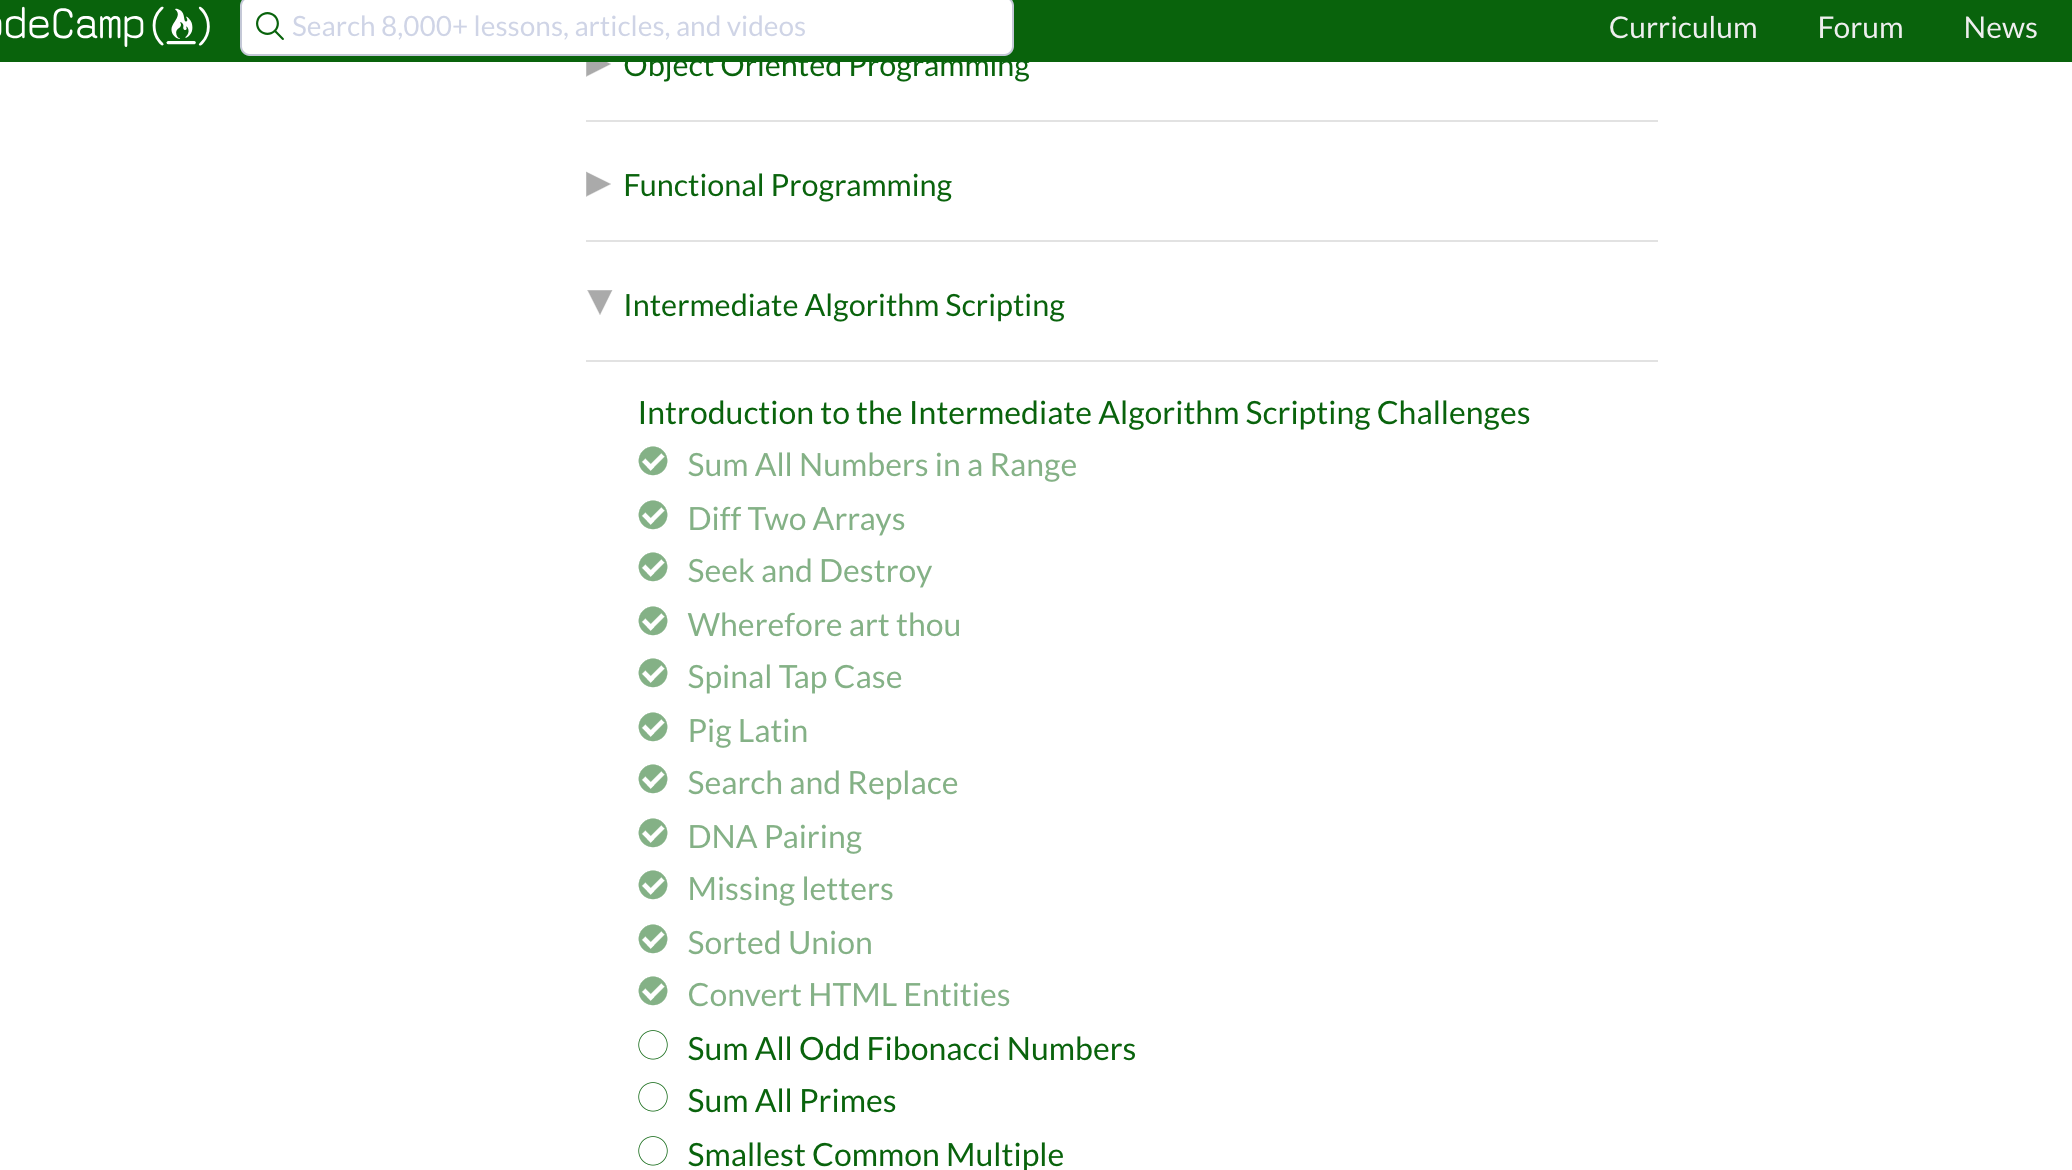 deCamp
Search 8,000+ lessons, articles, and videos
Curriculum
Forum
News
Object Oriented Programming
Functional Programming
Intermediate Algorithm Scripting
Introduction to the Intermediate Algorithm Scripting Challenges
Sum All Numbers in a Range
Diff Two Arrays
Seek and Destroy
Wherefore art thou
Spinal Tap Case
Pig Latin
Search and Replace
DNA Pairing
Missing letters
Sorted Union
Convert HTML Entities
Sum All Odd Fibonacci Numbers
Sum All Primes
Smallest Common Multiple